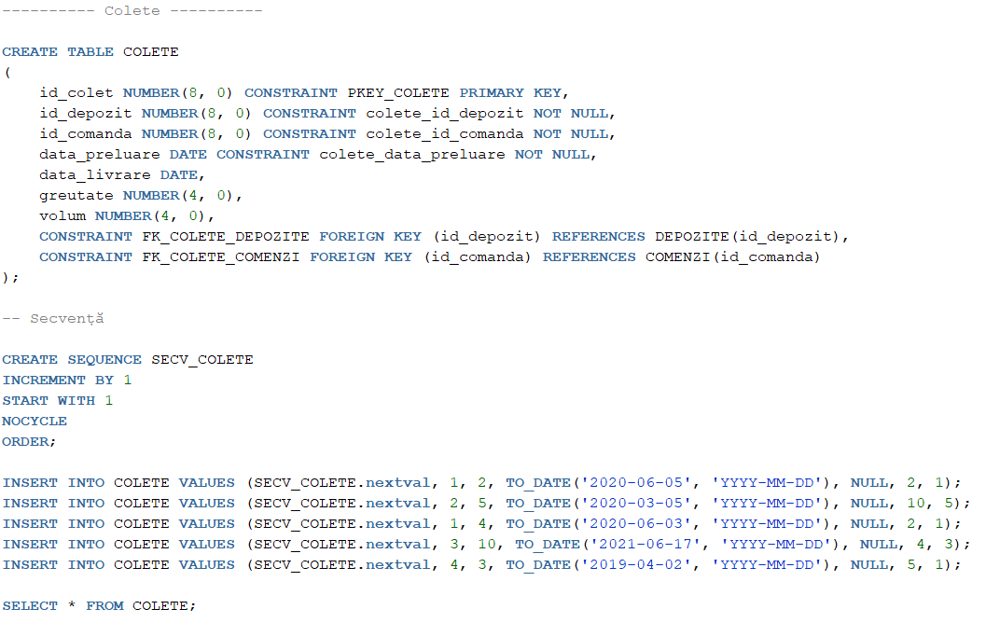 ---------- Colete ----------
CREATE TABLE COLETE
(
id_colet NUMBER(8, 0) CONSTRAINT PKEY_COLETE PRIMARY KEY,
id_depozit NUMBER(8, 0) CONSTRAINT colete_id_depozit NOT NULL,
id_comanda NUMBER(8, 0) CONSTRAINT colete_id_comanda NOT NULL,
data_preluare DATE CONSTRAINT colete_data_preluare NOT NULL,
data_livrare DATE,
greutate NUMBER(4, 0),
volum NUMBER(4, 0),
CONSTRAINT FK_COLETE_DEPOZITE FOREIGN KEY (id_depozit) REFERENCES DEPOZITE(id_depozit),
CONSTRAINT FK_COLETE_COMENZI FOREIGN KEY (id_comanda) REFERENCES COMENZI(id_comanda)
);
-- Secvență
CREATE SEQUENCE SECV_COLETE
INCREMENT BY 1
START WITH 1
NOCYCLE
ORDER;
INSERT INTO COLETE VALUES (SECV_COLETE.nextval, 1, 2, TO_DATE('2020-06-05', 'YYYY-MM-DD'), NULL, 2, 1);
INSERT INTO COLETE VALUES (SECV_COLETE.nextval, 2, 5, TO_DATE('2020-03-05', 'YYYY-MM-DD'), NULL, 10, 5);
INSERT INTO COLETE VALUES (SECV_COLETE.nextval, 1, 4, TO_DATE('2020-06-03', 'YYYY-MM-DD'), NULL, 2, 1);
INSERT INTO COLETE VALUES (SECV_COLETE.nextval, 3, 10, TO_DATE('2021-06-17', 'YYYY-MM-DD'), NULL, 4, 3);
INSERT INTO COLETE VALUES (SECV_COLETE.nextval, 4, 3, TO_DATE('2019-04-02', 'YYYY-MM-DD'), NULL, 5, 1);
SELECT * FROM COLETE;